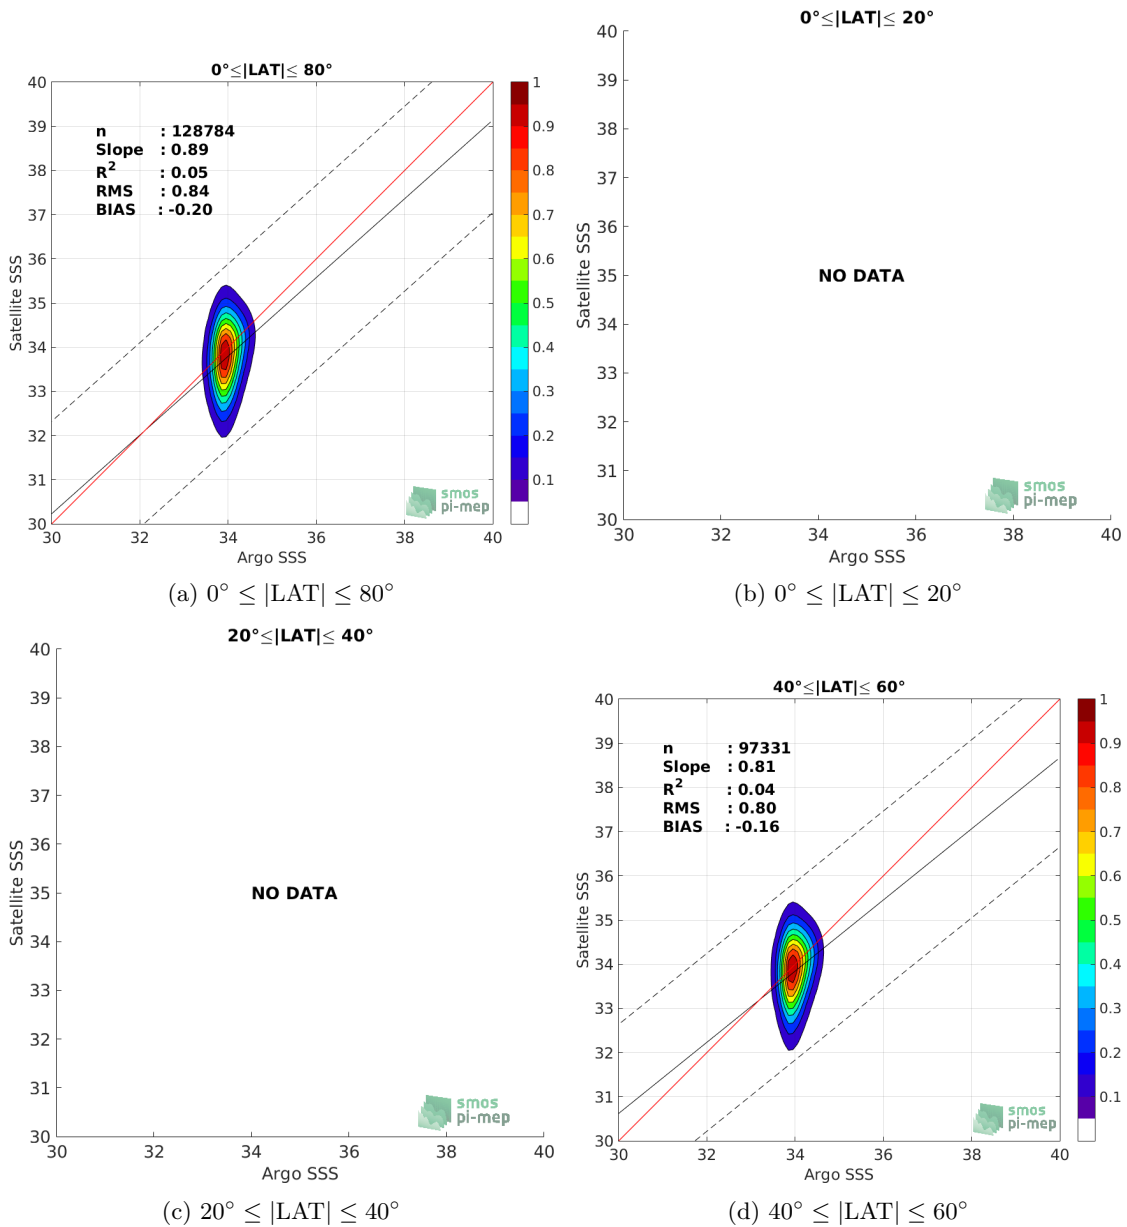 0°≤|LAT|≤ 80°
40
39
38
37
36
35
34
33
32
31
30
Satellite SSS
n : 128784
Slope : 0.89
R² : 0.05
RMS : 0.84
BIAS : -0.20
smos
pi-mep
30 32 34 36 38 40
Argo SSS
1
0.9
0.8
0.7
0.6
0.5
0.4
0.3
0.2
0.1
(a) 0° ≤ |LAT| ≤ 80°
0°≤|LAT|≤ 20°
40
39
38
37
36
35
34
33
32
31
30
Satellite SSS
NO DATA
smos
pi-mep
30 32 34 36 38 40
Argo SSS
(b) 0° ≤ |LAT| ≤ 20°
20°≤|LAT|≤ 40°
40
39
38
37
36
35
34
33
32
31
30
Satellite SSS
NO DATA
smos
pi-mep
30 32 34 36 38 40
Argo SSS
(c) 20° ≤ |LAT| ≤ 40°
40°≤|LAT|≤ 60°
40
39
38
37
36
35
34
33
32
31
30
Satellite SSS
n : 97331
Slope : 0.81
R² : 0.04
RMS : 0.80
BIAS : -0.16
smos
pi-mep
30 32 34 36 38 40
Argo SSS
1
0.9
0.8
0.7
0.6
0.5
0.4
0.3
0.2
0.1
(d) 40° ≤ |LAT| ≤ 60°